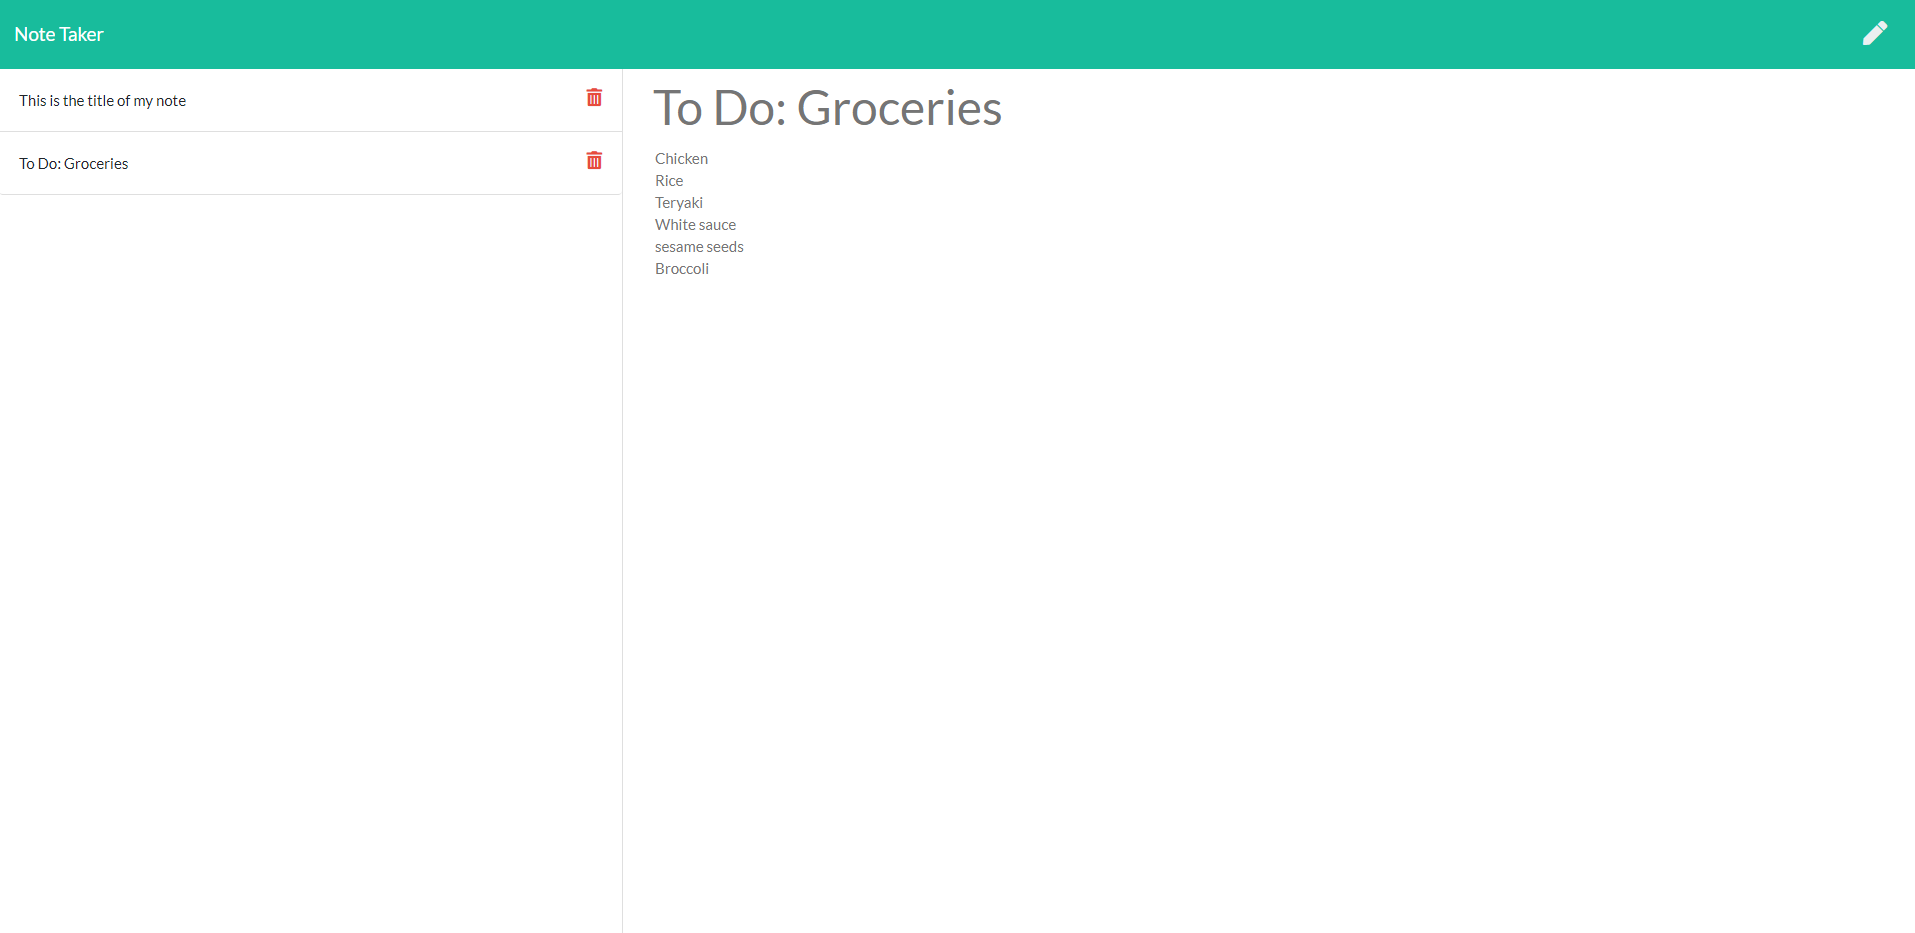 Note Taker
This is the title of my note
To Do: Groceries
To Do: Groceries
Chicken
Rice
Teryaki
White sauce
sesame seeds
Broccoli